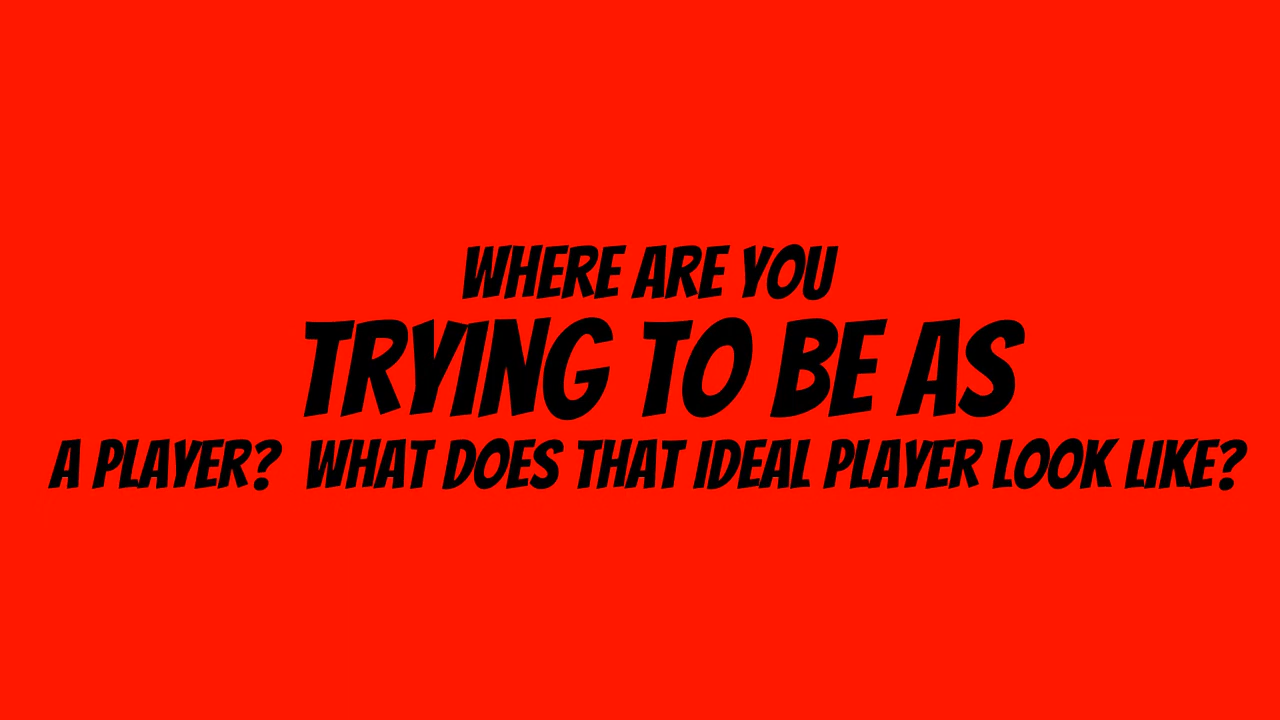 WHERE ARE YOU
TRYING TO BE AS
A PLAYER? WHAT DOES THAT IDEAL PLAYER LOOK LIKE?